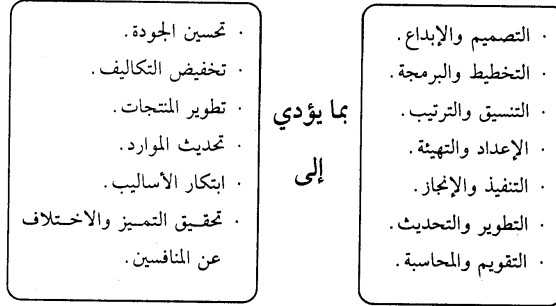 · التصميم والإبداع.
· التخطيط والبرمجة.
· التنسيق والترتيب.
· الإعداد والتهيئة.
· التنفيذ والإنجاز.
· التطوير والتحديث.
· التقويم والمحاسبة.
بما يؤدي
إلى
· تحسين الجودة.
· تخفيض التكاليف.
· تطوير المنتجات.
· تحديث الموارد.
· ابتكار الأساليب.
· تحقيق التميز والاختلاف
عن المنافسين.